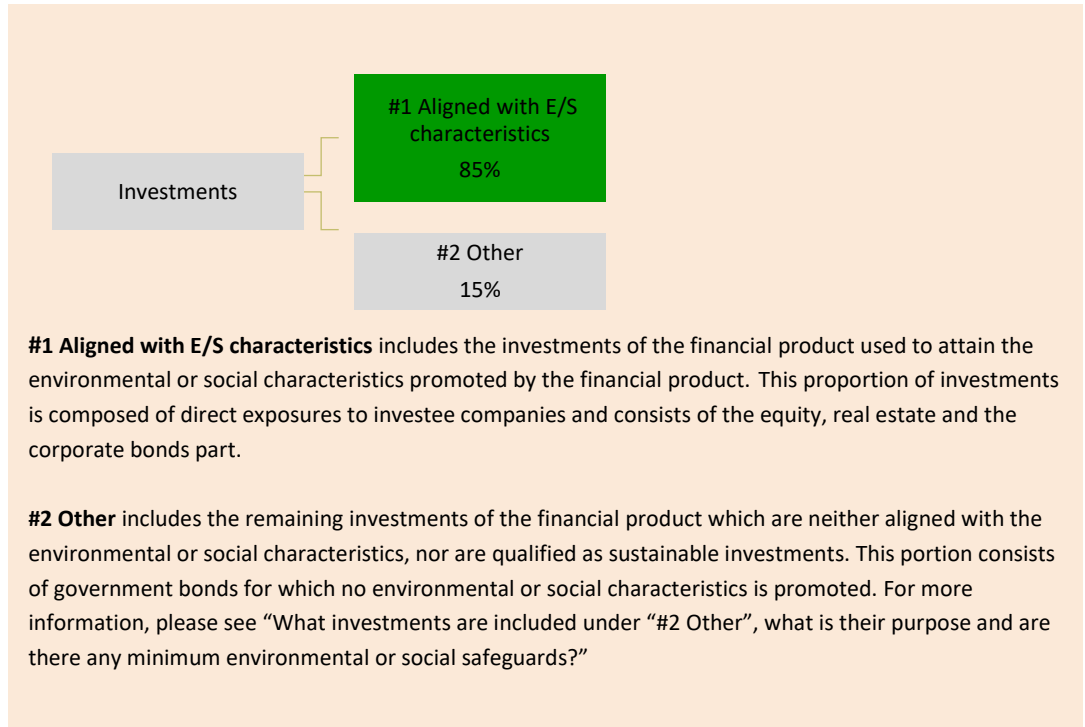 #1 Aligned with E/S
characteristics
85%
Investments
#2 Other
15%
#1 Aligned with E/S characteristics includes the investments of the financial product used to attain the
environmental or social characteristics promoted by the financial product. This proportion of investments
is composed of direct exposures to investee companies and consists of the equity, real estate and the
corporate bonds part.
#2 Other includes the remaining investments of the financial product which are neither aligned with the
environmental or social characteristics, nor are qualified as sustainable investments. This portion consists
of government bonds for which no environmental or social characteristics is promoted. For more
information, please see “What investments are included under “#2 Other”, what is their purpose and are
there any minimum environmental or social safeguards?”